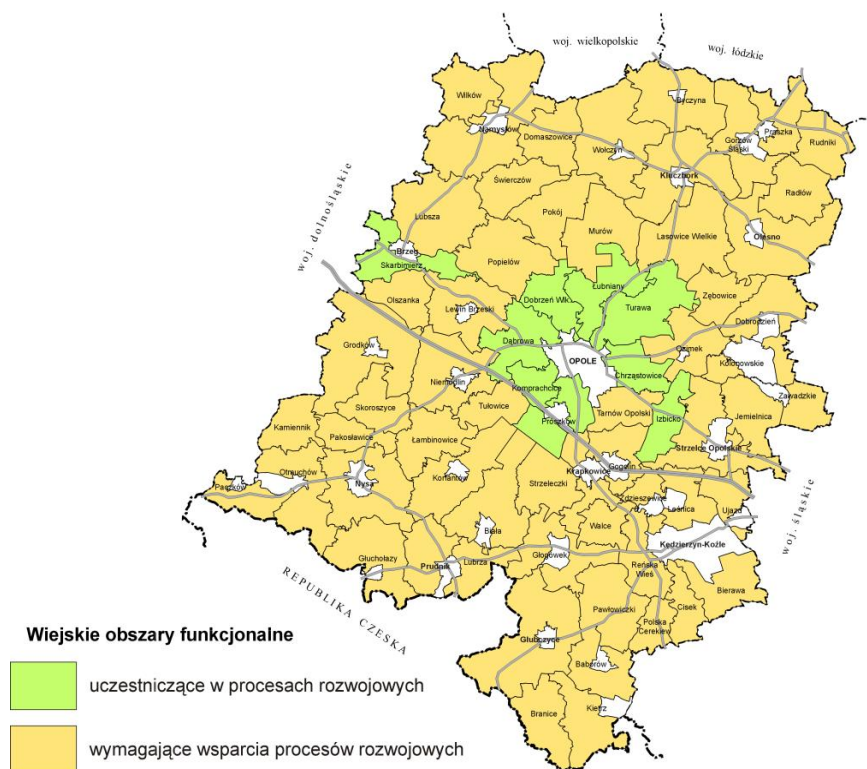 woj. wielkopolskie
woj. łódzkie
Wilków
Byczyna
Namysłów
Domaszowice
Praszka
Gorzów
Śląski
Rudniki
Wołczyn
Kluczbork
Świerczów
Radłów
Pokój
Lubsza
Murów
Lasowice Wielkie
Olesno
woj. dolnośląskie
Brzeg
Skarbimierz
Popielów
Łubniany
Zębowice
Olszanka
Dobrzeń Wlk.
Turawa
Lewin Brzeski
Dobrodzień
Grodków
Dąbrowa
OPOLE
Ozimek
Kolonowskie
Niemodlin
Chrząstowice
Komprachcice
Zawadzkie
Skoroszyce
Tułowice
Prószków
Tarnów Opolski
Izbicko
Jemielnica
Kamiennik
Pakosławice
Łambinowice
Strzelce Opolskie
Otmuchów
Paczków
Nysa
Korfantów
Strzeleczki
Krapkowice
Gogolin
Zdzieszowice
Leśnica
Ujazd
woj. śląskie
Biała
Walce
Głogówek
Kędzierzyn-Koźle
Głuchołazy
Prudnik
Lubrza
Reńska
Wieś
Bierawa
REPUBLIKA CZESKA
Pawłowiczki
Cisek
Polska
Cerekiew
Głubczyce
Baborów
Kietrz
Branice
Wiejskie obszary funkcjonalne
uczestniczące w procesach rozwojowych
wymagające wsparcia procesów rozwojowych